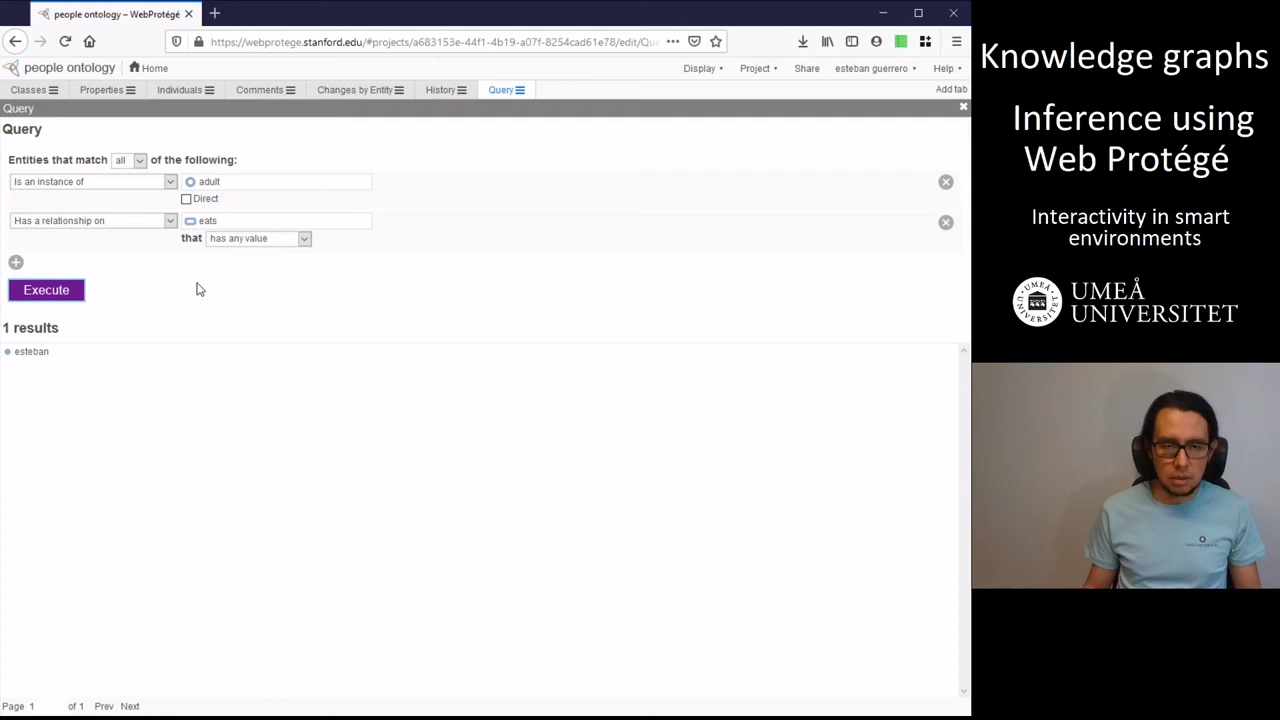 people ontology – WebProtégé
https://webprotege.stanford.edu/#projects/a683153e-44f1-4b19-a07f-8254cad61e78/edit/Que
people ontology Home Display Project Share esteban guerrero Help
Classes Properties Individuals Comments Changes by Entity History Query Add tab
Query
Query
Entities that match all of the following:
Is an instance of adult
Direct
Has a relationship on eats
that has any value
Execute
1 results
esteban
Page 1 of 1 Prev Next
Knowledge graphs
Inference using
Web Protégé
Interactivity in smart
environments
UMEÅ
UNIVERSITET